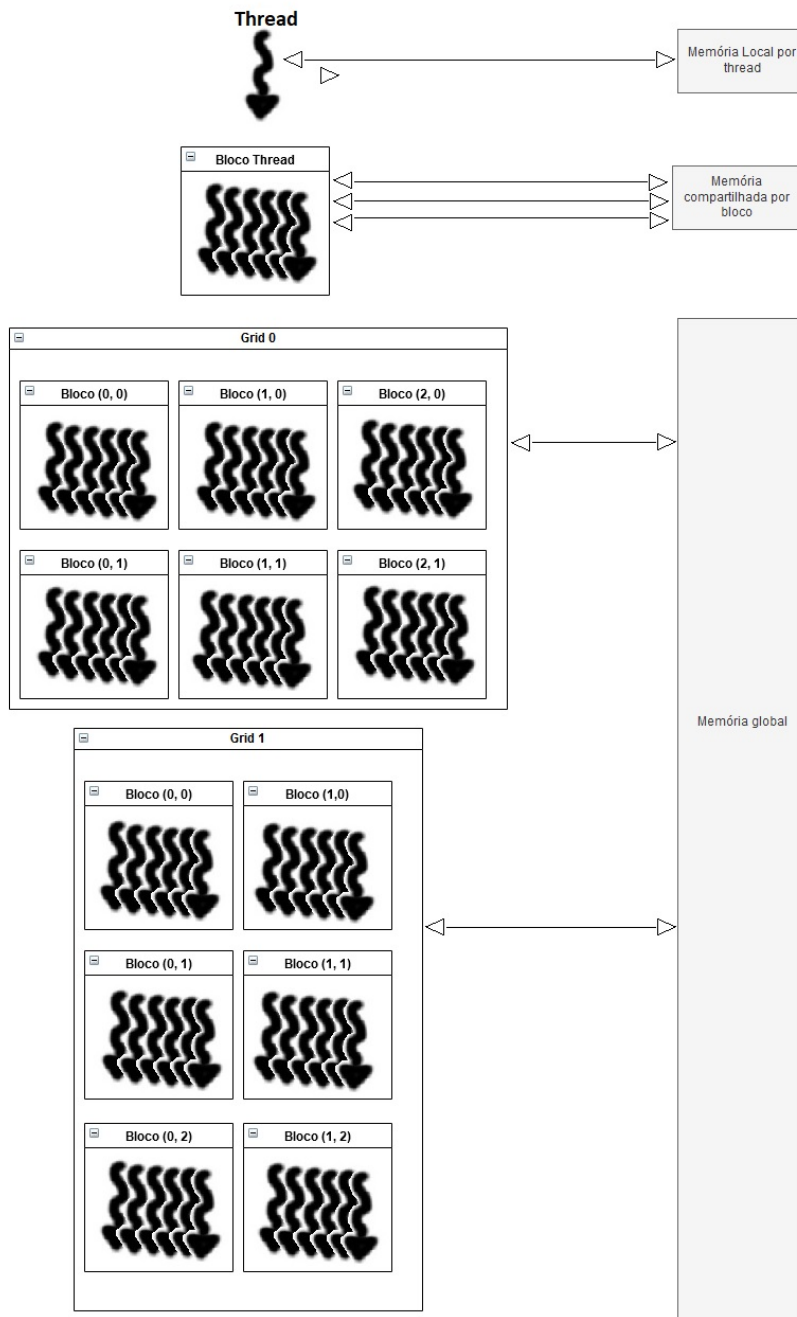 Thread
Memória Local por
thread
Bloco Thread
Memória
compartilhada por
bloco
Grid 0
Bloco (0, 0)
Bloco (1, 0)
Bloco (2, 0)
Bloco (0, 1)
Bloco (1, 1)
Bloco (2, 1)
Memória global
Grid 1
Bloco (0, 0)
Bloco (1,0)
Bloco (0, 1)
Bloco (1, 1)
Bloco (0, 2)
Bloco (1, 2)